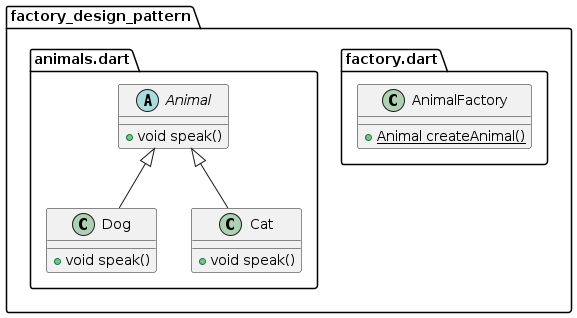 factory_design_pattern
animals.dart
A Animal
void speak()
C Dog
void speak()
C Cat
void speak()
factory.dart
C AnimalFactory
Animal createAnimal()